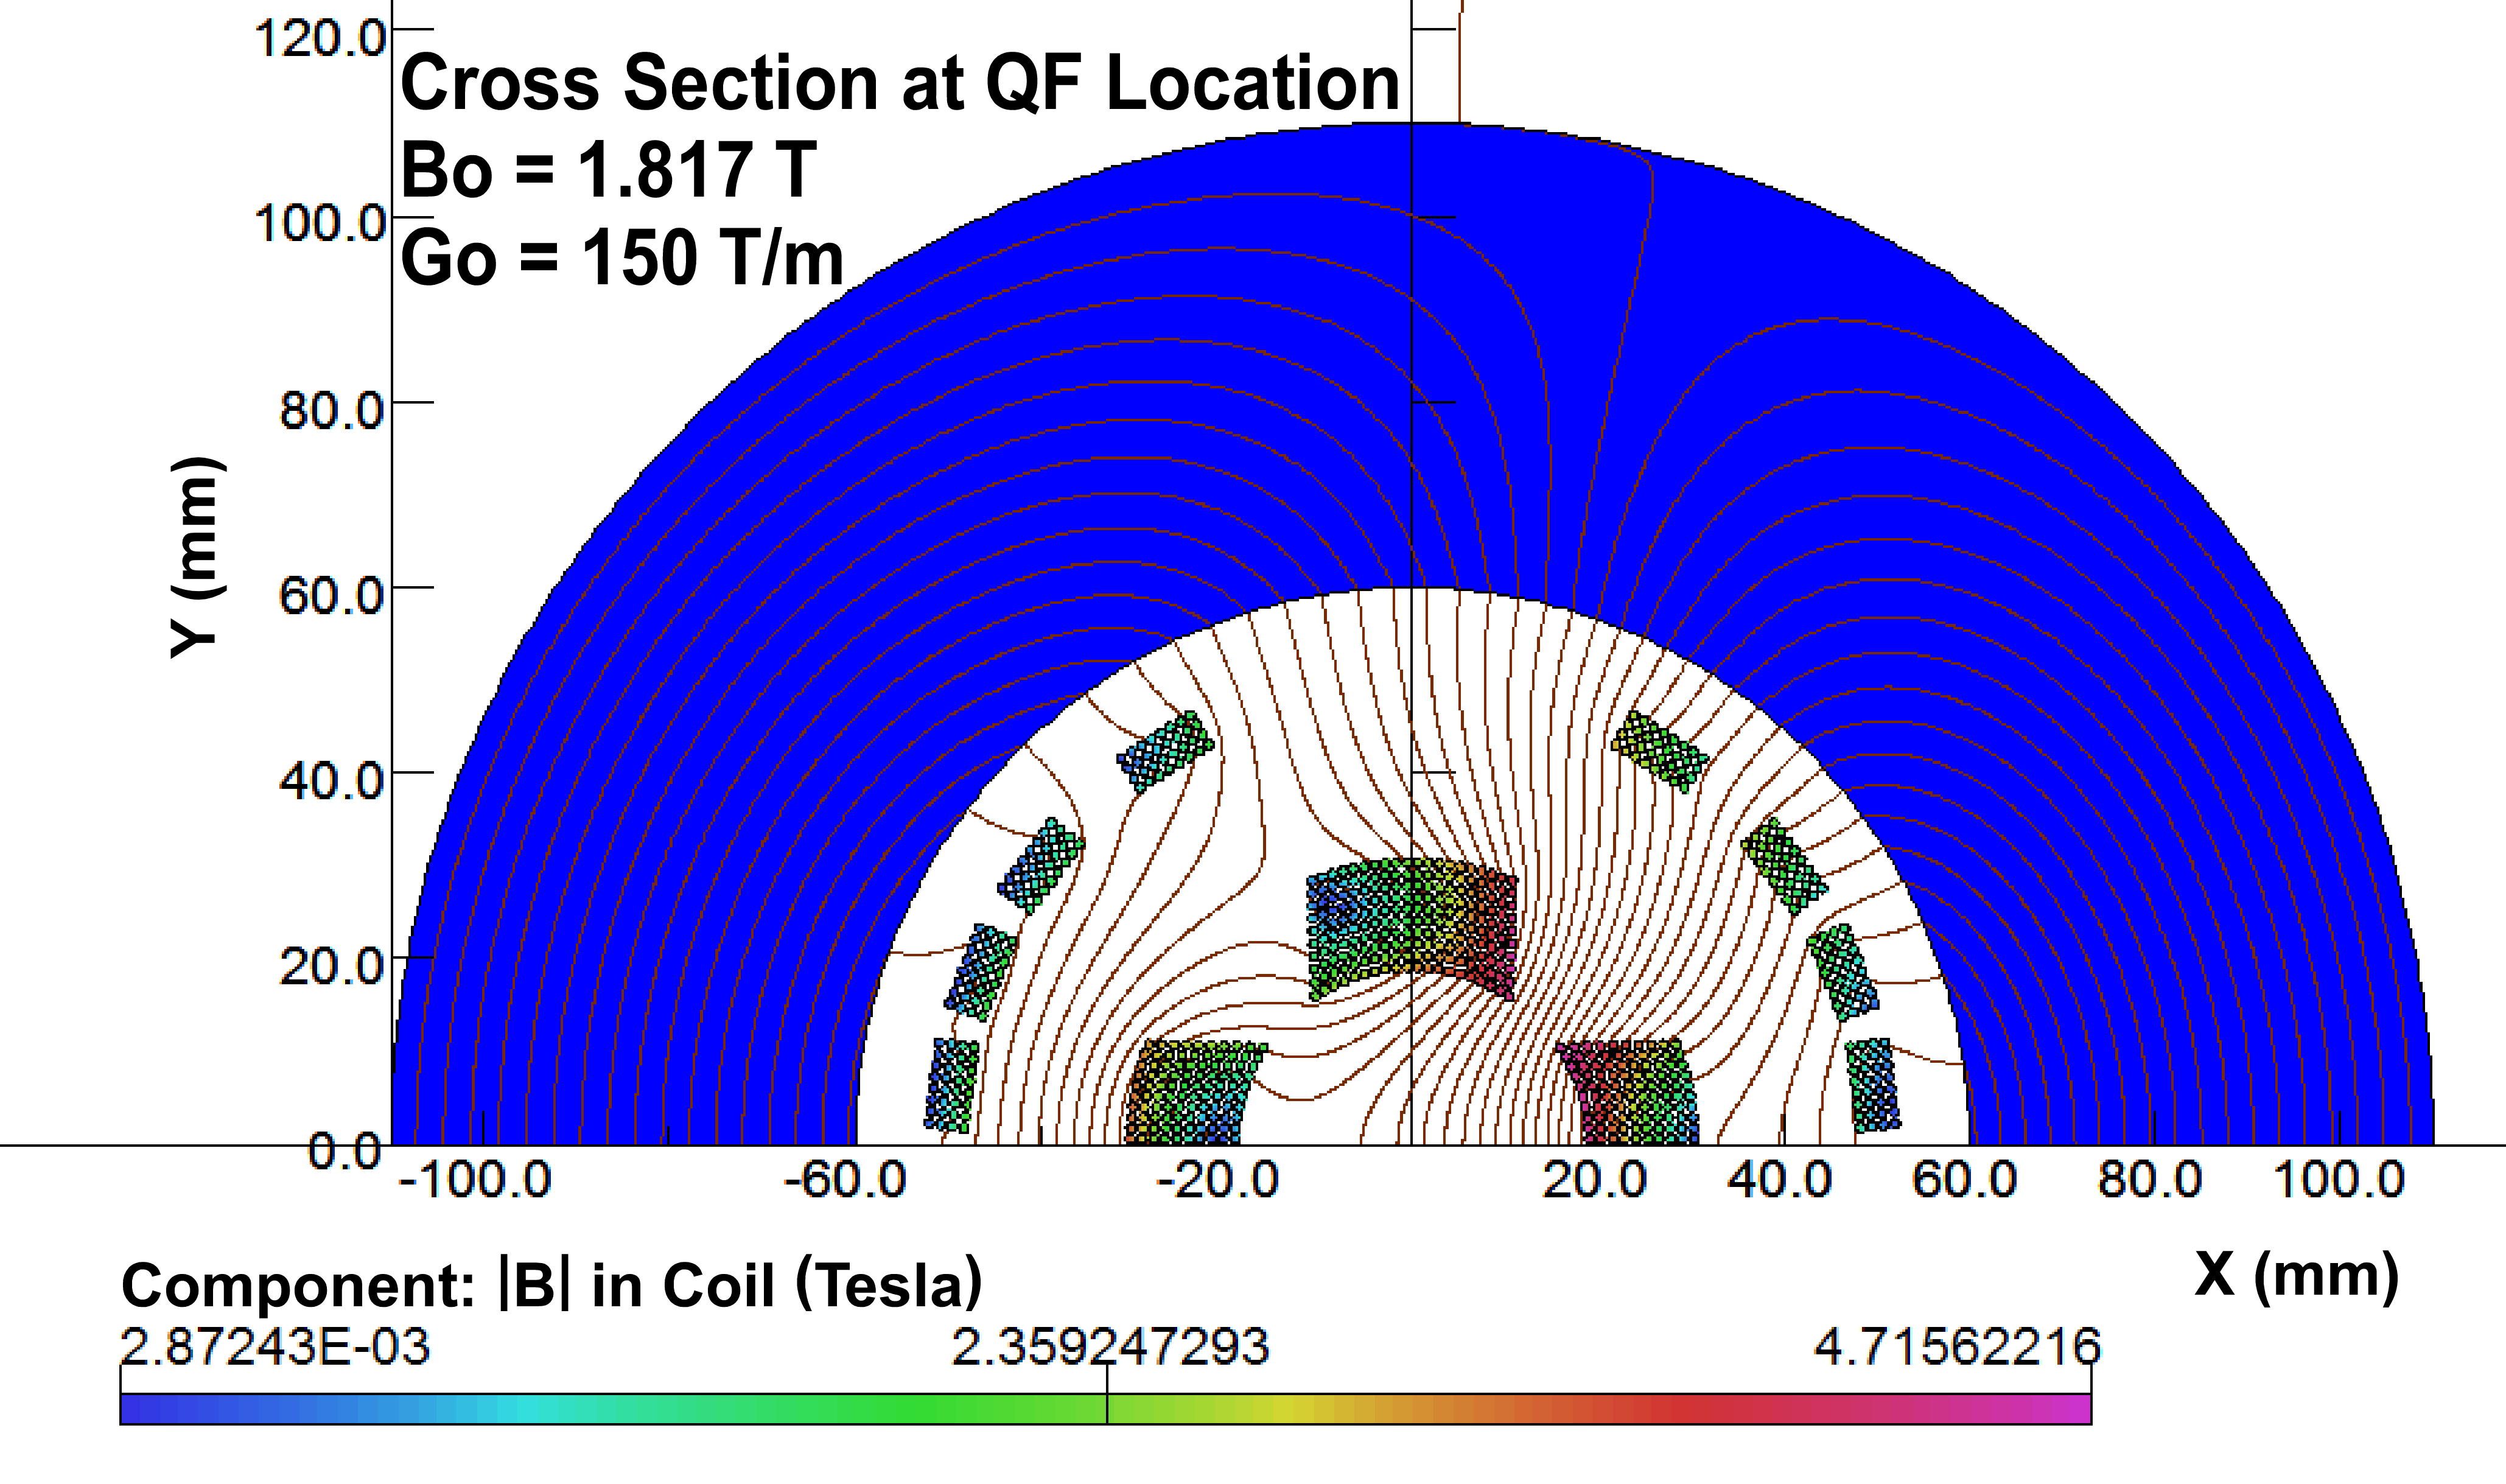 120.0
Cross Section at QF Location
Bo = 1.817 T
100.0
Go = 150 T/m
80.0
Y (mm)
60.0
40.0
20.0
0.0
-100.0 -60.0 -20.0 20.0 40.0 60.0 80.0 100.0
X (mm)
Component: |B| in Coil (Tesla)
2.87243E-03 2.359247293 4.71562216